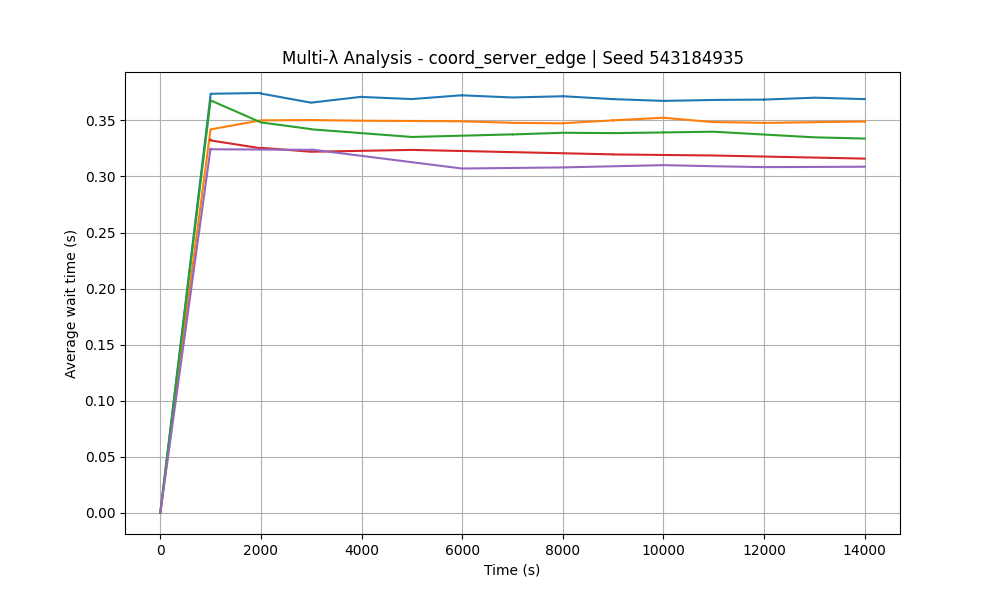 Multi-λ Analysis - coord_server_edge | Seed 543184935
Average wait time (s)
0.35
0.30
0.25
0.20
0.15
0.10
0.05
0.00
0 2000 4000 6000 8000 10000 12000 14000
Time (s)